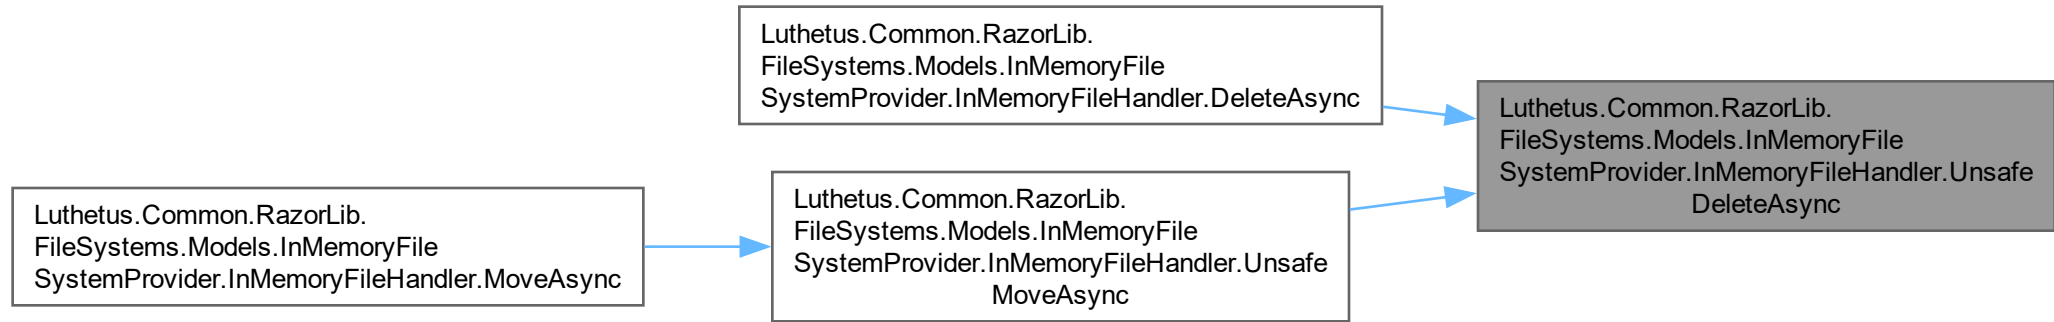 Luthetus.Common.RazorLib.
FileSystems.Models.InMemoryFile
SystemProvider.InMemoryFileHandler.DeleteAsync
Luthetus.Common.RazorLib.
FileSystems.Models.InMemoryFile
SystemProvider.InMemoryFileHandler.Unsafe
DeleteAsync
Luthetus.Common.RazorLib.
FileSystems.Models.InMemoryFile
SystemProvider.InMemoryFileHandler.Unsafe
MoveAsync
Luthetus.Common.RazorLib.
FileSystems.Models.InMemoryFile
SystemProvider.InMemoryFileHandler.MoveAsync